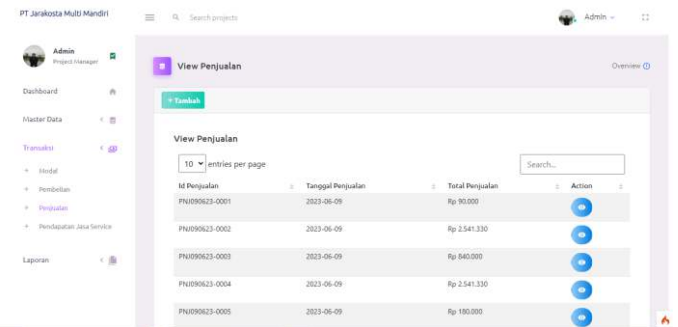 PT Jarakosta Multi Mandiri
Search projects
Admin
Admin
Project Manager
View Penjualan
Overview
Dashboard
+ Tambah
Master Data
View Penjualan
Transaksi
10 entries per page
Search...
+ Modal
Id Penjualan Tanggal Penjualan Total Penjualan Action
+ Pembelian
PNJ090623-0001 2023-06-09 Rp 90.000
+ Penjualan
+ Pendapatan Jasa Service
PNJ090623-0002 2023-06-09 Rp 2.541.330
Laporan
PNJ090623-0003 2023-06-09 Rp 840.000
PNJ090623-0004 2023-06-09 Rp 2.541.330
PNJ090623-0005 2023-06-09 Rp 180.000